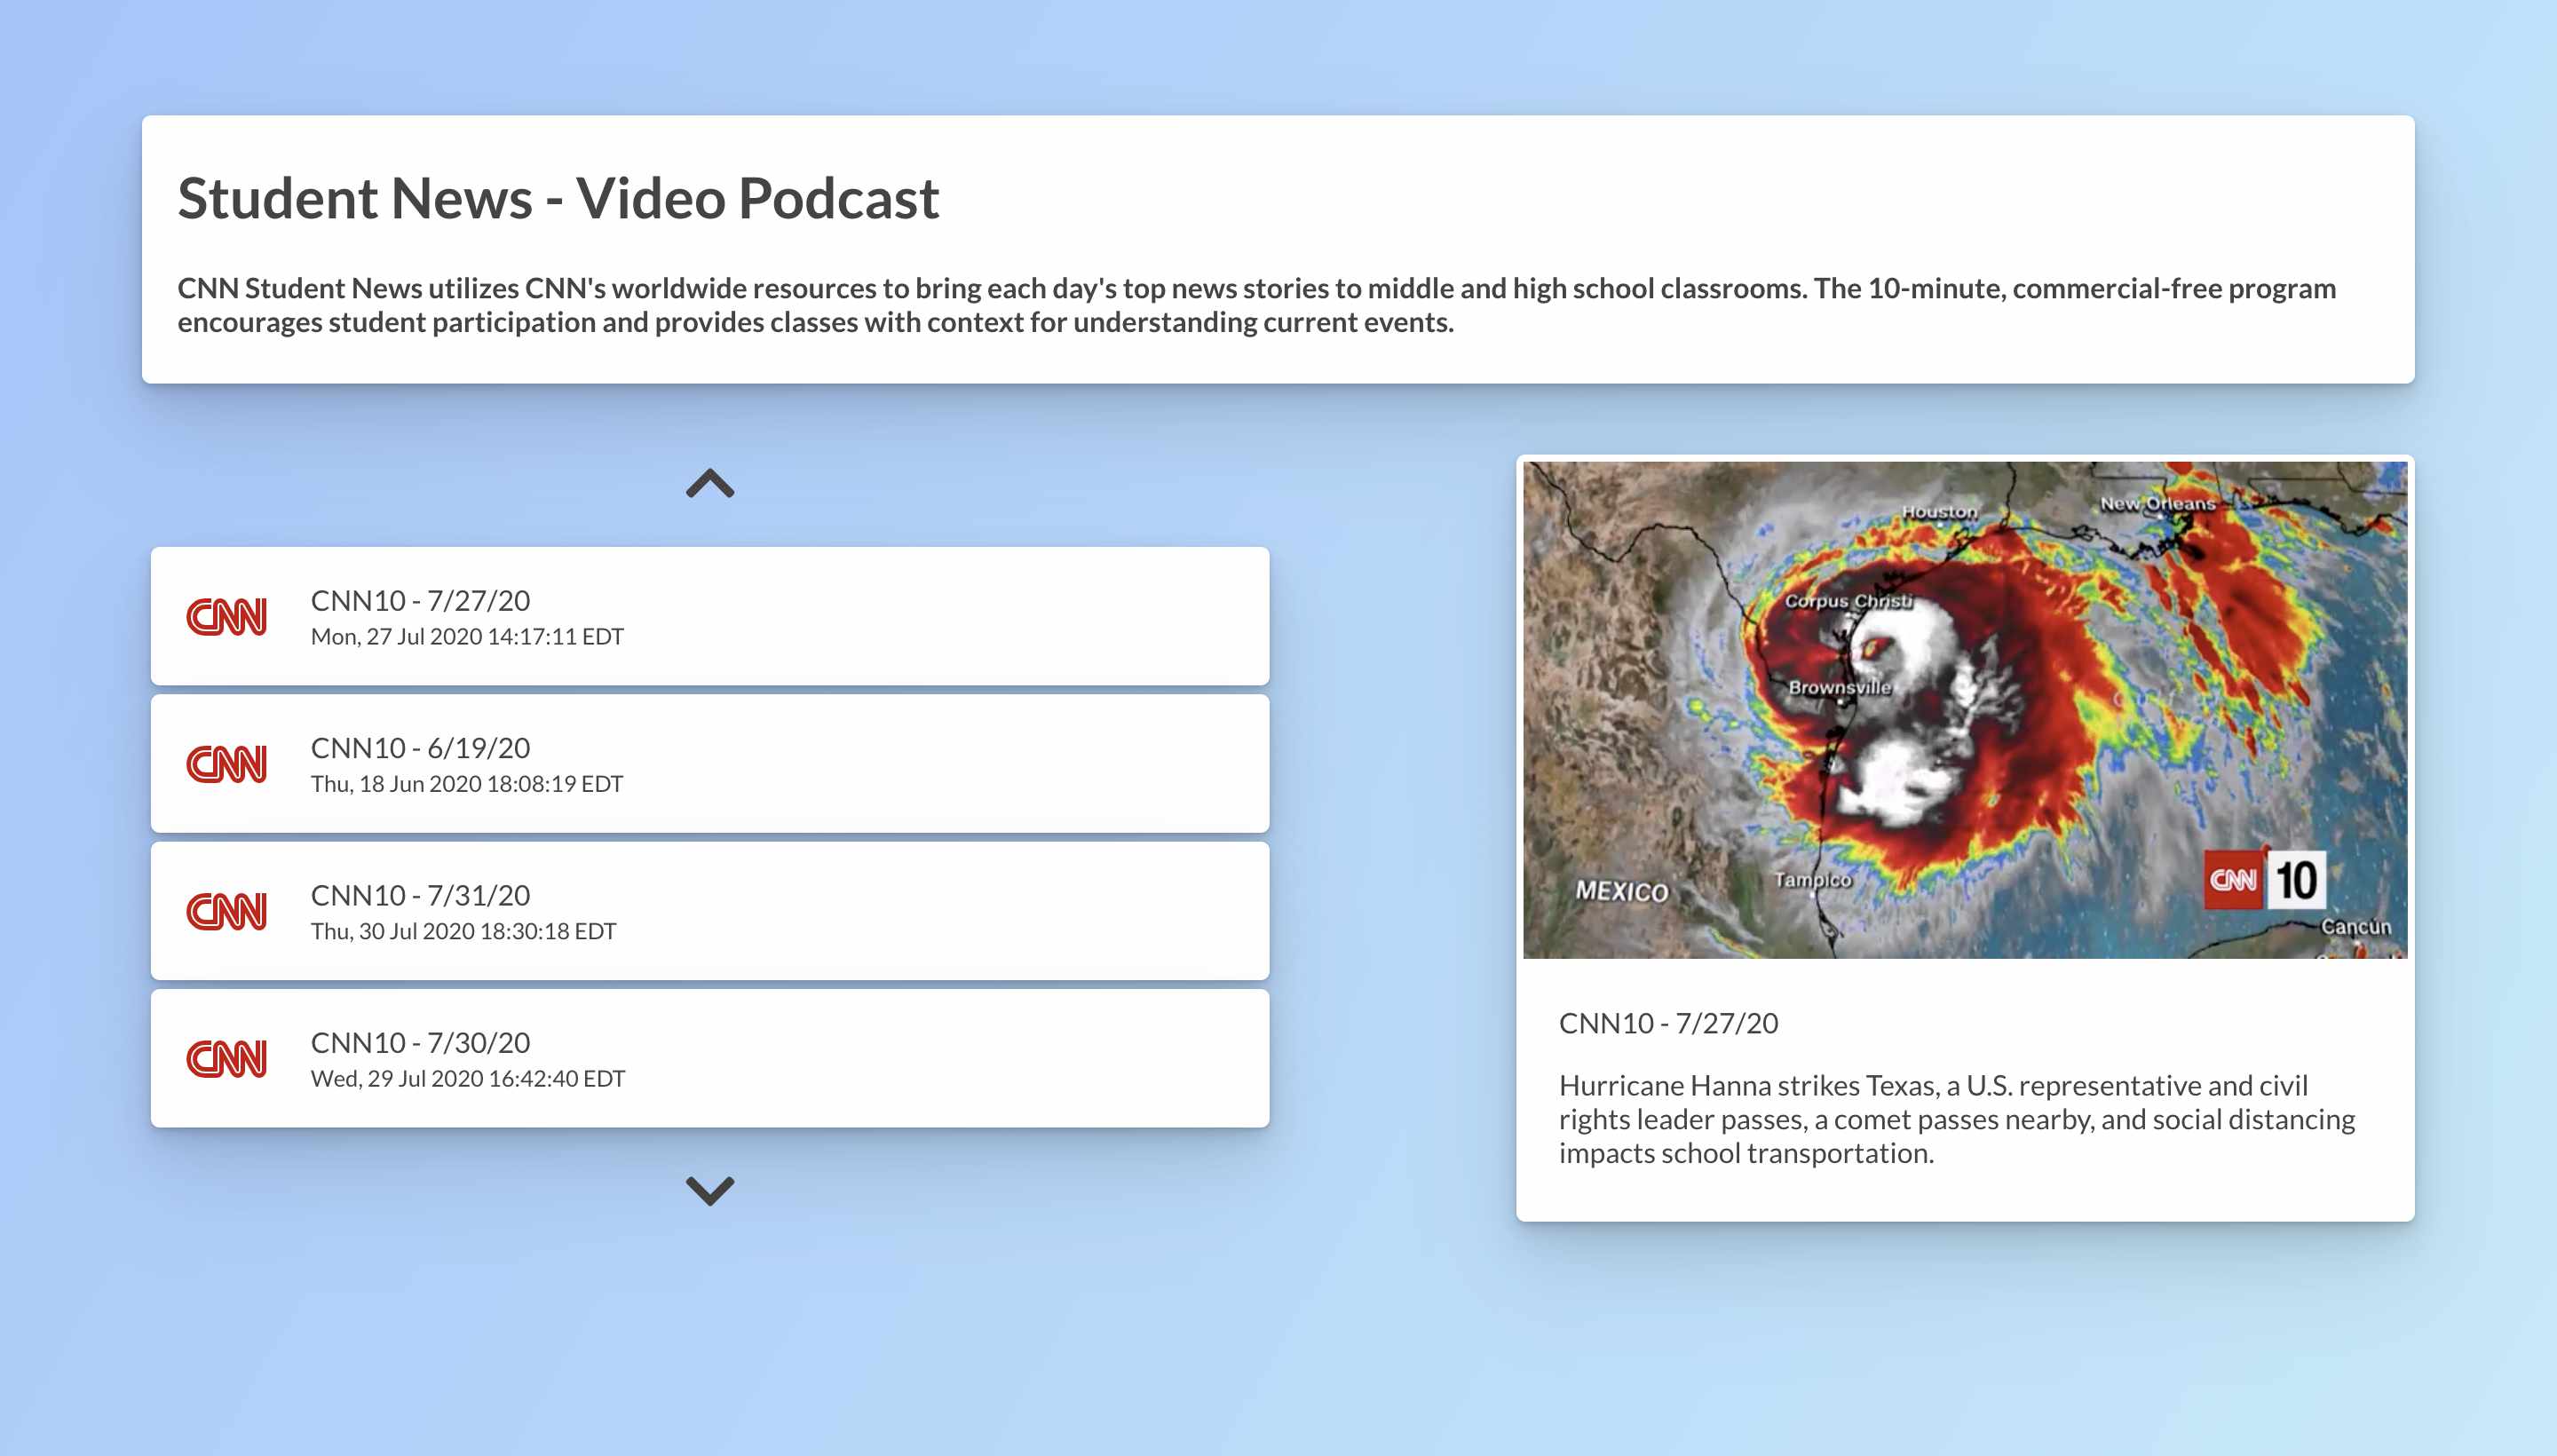 Student News - Video Podcast
CNN Student News utilizes CNN's worldwide resources to bring each day's top news stories to middle and high school classrooms. The 10-minute, commercial-free program
encourages student participation and provides classes with context for understanding current events.
CNN
CNN10 - 7/27/20
Mon, 27 Jul 2020 14:17:11 EDT
CNN
CNN10 - 6/19/20
Thu, 18 Jun 2020 18:08:19 EDT
CNN
CNN10 - 7/31/20
Thu, 30 Jul 2020 18:30:18 EDT
CNN
CNN10 - 7/30/20
Wed, 29 Jul 2020 16:42:40 EDT
New Orleans
Houston
Corpus Christi
Brownsville
Tampico
MEXICO
CNN 10
Cancún
CNN10 - 7/27/20
Hurricane Hanna strikes Texas, a U.S. representative and civil
rights leader passes, a comet passes nearby, and social distancing
impacts school transportation.